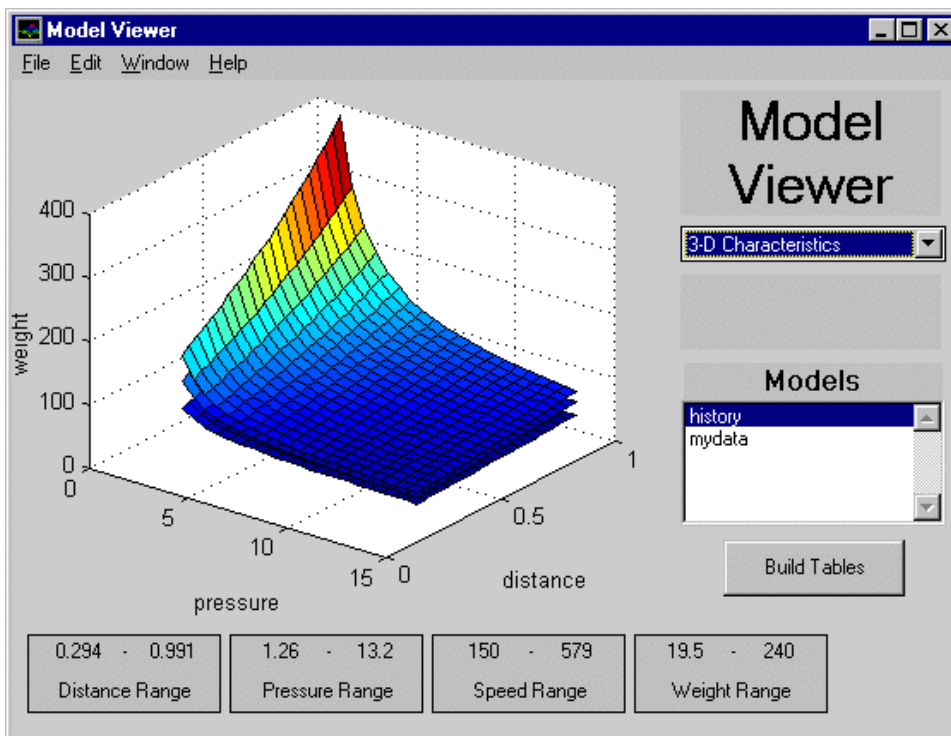 Model Viewer
File Edit Window Help
Model
Viewer
3-D Characteristics
Models
history
mydata
Build Tables
400
300
200
100
0
weight
0
5
10
15
pressure
0
0.5
1
distance
0.294 - 0.991
Distance Range
1.26 - 13.2
Pressure Range
150 - 579
Speed Range
19.5 - 240
Weight Range